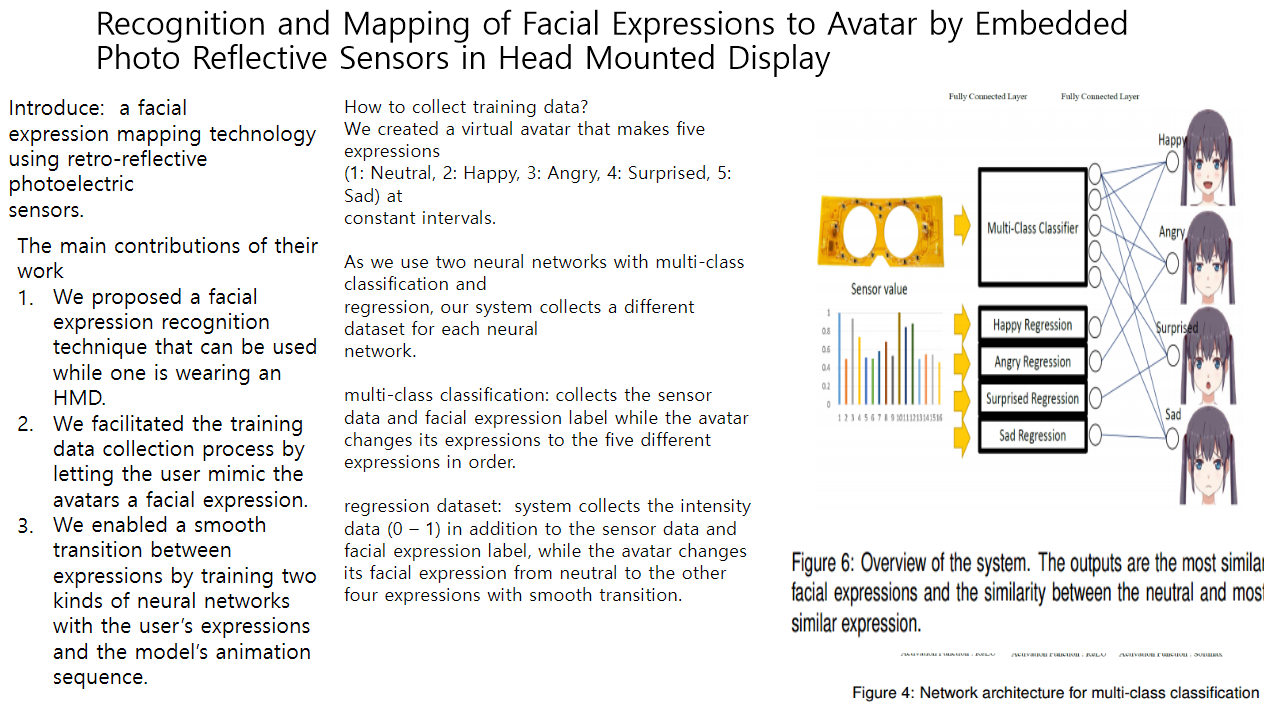 Recognition and Mapping of Facial Expressions to Avatar by Embedded
Photo Reflective Sensors in Head Mounted Display
Introduce:  a facial
expression mapping technology
using retro-reflective
photoelectric
sensors.
The main contributions of their
work
1. We proposed a facial
expression recognition
technique that can be used
while one is wearing an
HMD.
2. We facilitated the training
data collection process by
letting the user mimic the
avatars a facial expression.
3. We enabled a smooth
transition between
expressions by training two
kinds of neural networks
with the user's expressions
and the model's animation
sequence.
How to collect training data?
We created a virtual avatar that makes five
expressions
(1: Neutral, 2: Happy, 3: Angry, 4: Surprised, 5:
Sad) at
constant intervals.
As we use two neural networks with multi-class
classification and
regression, our system collects a different
dataset for each neural
network.
multi-class classification: collects the sensor
data and facial expression label while the avatar
changes its expressions to the five different
expressions in order.
regression dataset:  system collects the intensity
data (0 – 1) in addition to the sensor data and
facial expression label, while the avatar changes
its facial expression from neutral to the other
four expressions with smooth transition.
Fully Connected Layer
Fully Connected Layer
Happy
Multi-Class Classifier
Angry
Sensor value
1
0.8
0.6
0.4
0.2
0
1 2 3 4 5 6 7 8 9 10 11 12 13 14 15 16
Happy Regression
Angry Regression
Surprised Regression
Sad Regression
Surprised
Sad
Figure 6: Overview of the system. The outputs are the most similar
facial expressions and the similarity between the neutral and most
similar expression.
Activation Function : ReLU
Activation Function : ReLU
Activation Function : Softmax
Figure 4: Network architecture for multi-class classification